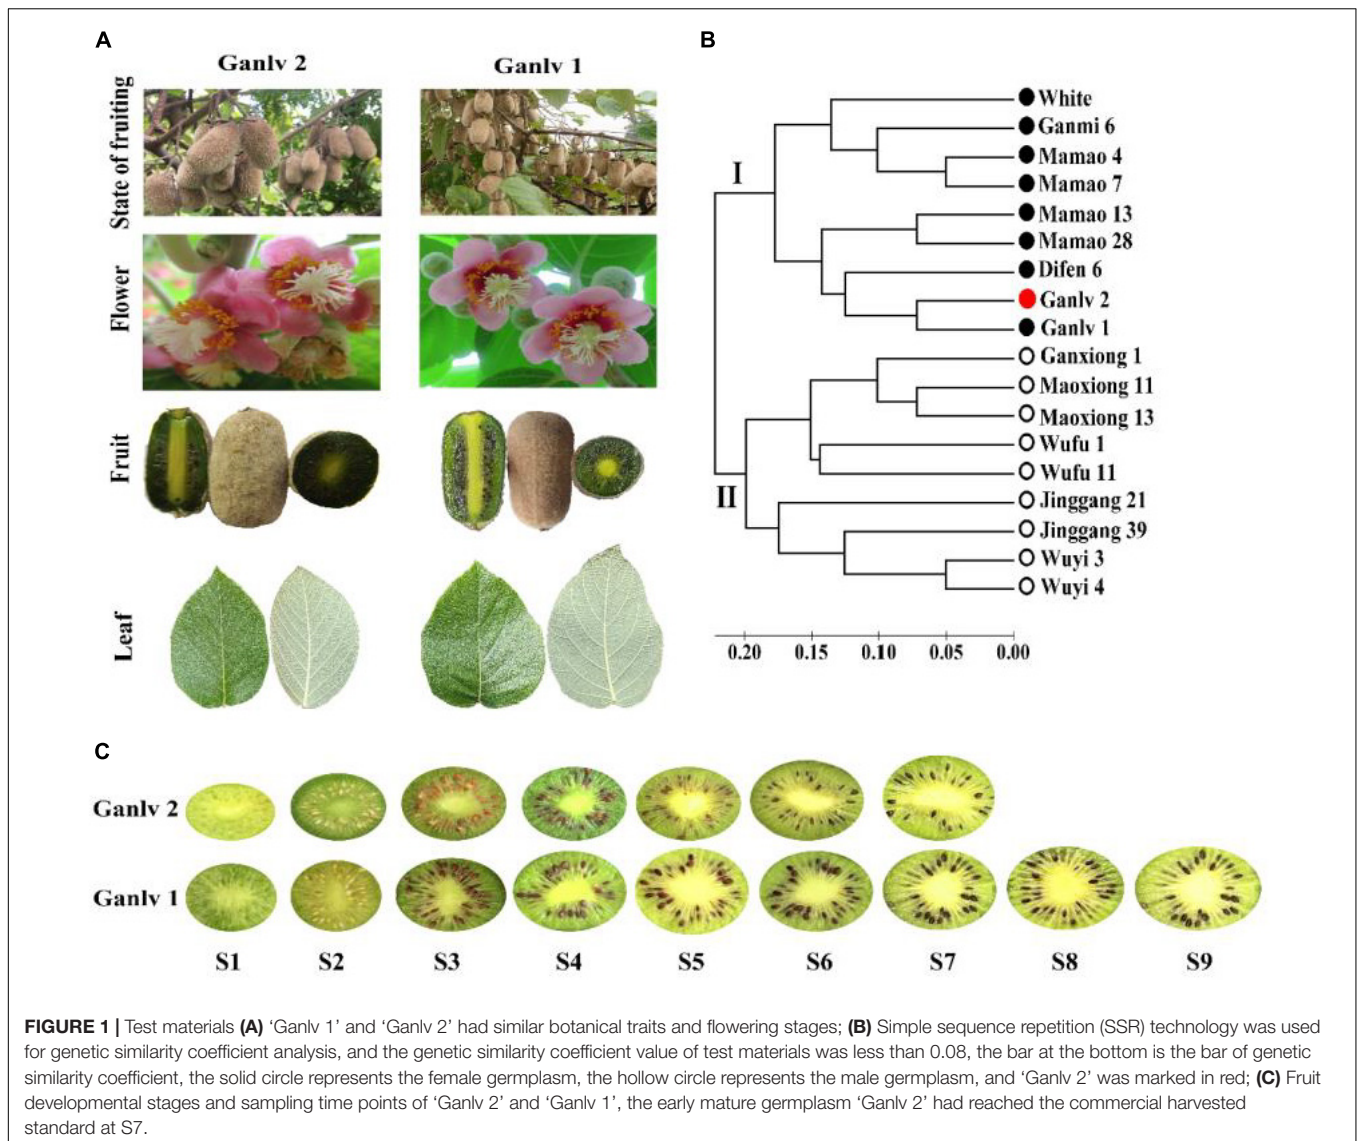 A
Ganlv 2
Ganlv 1
State of fruiting
Flower
Fruit
Leaf
B
I
II
White
Ganmi 6
Mamao 4
Mamao 7
Mamao 13
Mamao 28
Difen 6
Ganlv 2
Ganlv 1
Ganxiong 1
Maoxiong 11
Maoxiong 13
Wufu 1
Wufu 11
Jinggang 21
Jinggang 39
Wuyi 3
Wuyi 4
0.20 0.15 0.10 0.05 0.00
C
Ganlv 2
Ganlv 1
S1 S2 S3 S4 S5 S6 S7 S8 S9
FIGURE 1 | Test materials (A) ‘Ganlv 1’ and ‘Ganlv 2’ had similar botanical traits and flowering stages; (B) Simple sequence repetition (SSR) technology was used
for genetic similarity coefficient analysis, and the genetic similarity coefficient value of test materials was less than 0.08, the bar at the bottom is the bar of genetic
similarity coefficient, the solid circle represents the female germplasm, the hollow circle represents the male germplasm, and ‘Ganlv 2’ was marked in red; (C) Fruit
developmental stages and sampling time points of ‘Ganlv 2’ and ‘Ganlv 1’, the early mature germplasm ‘Ganlv 2’ had reached the commercial harvested
standard at S7.